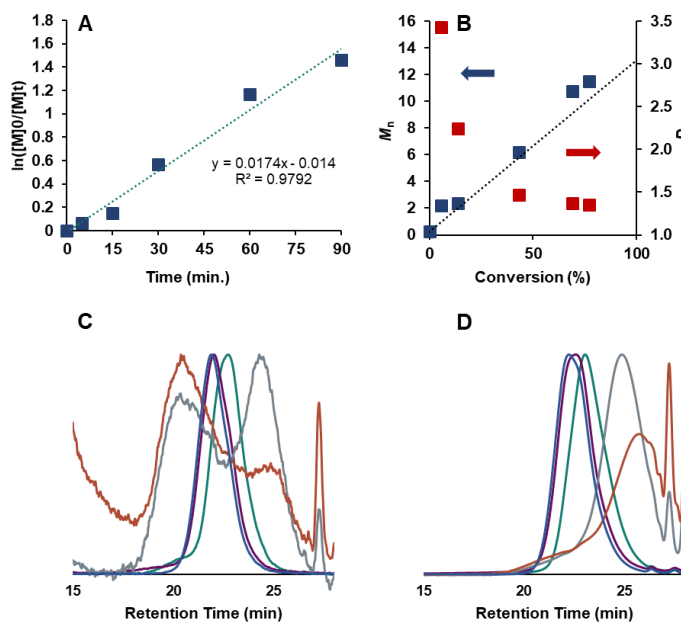 A
1.8
1.6
1.4
1.2
1
0.8
0.6
0.4
0.2
0
ln([M]0/[M]t)
y = 0.0174x - 0.014
R² = 0.9792
0 15 30 45 60 75 90
Time (min.)
B
16
14
12
10
8
6
4
2
0
Mn
3.5
3.0
2.5
2.0
1.5
1.0
0 50 100
Conversion (%)
C
15 20 25
Retention Time (min)
D
15 20 25
Retention Time (min)